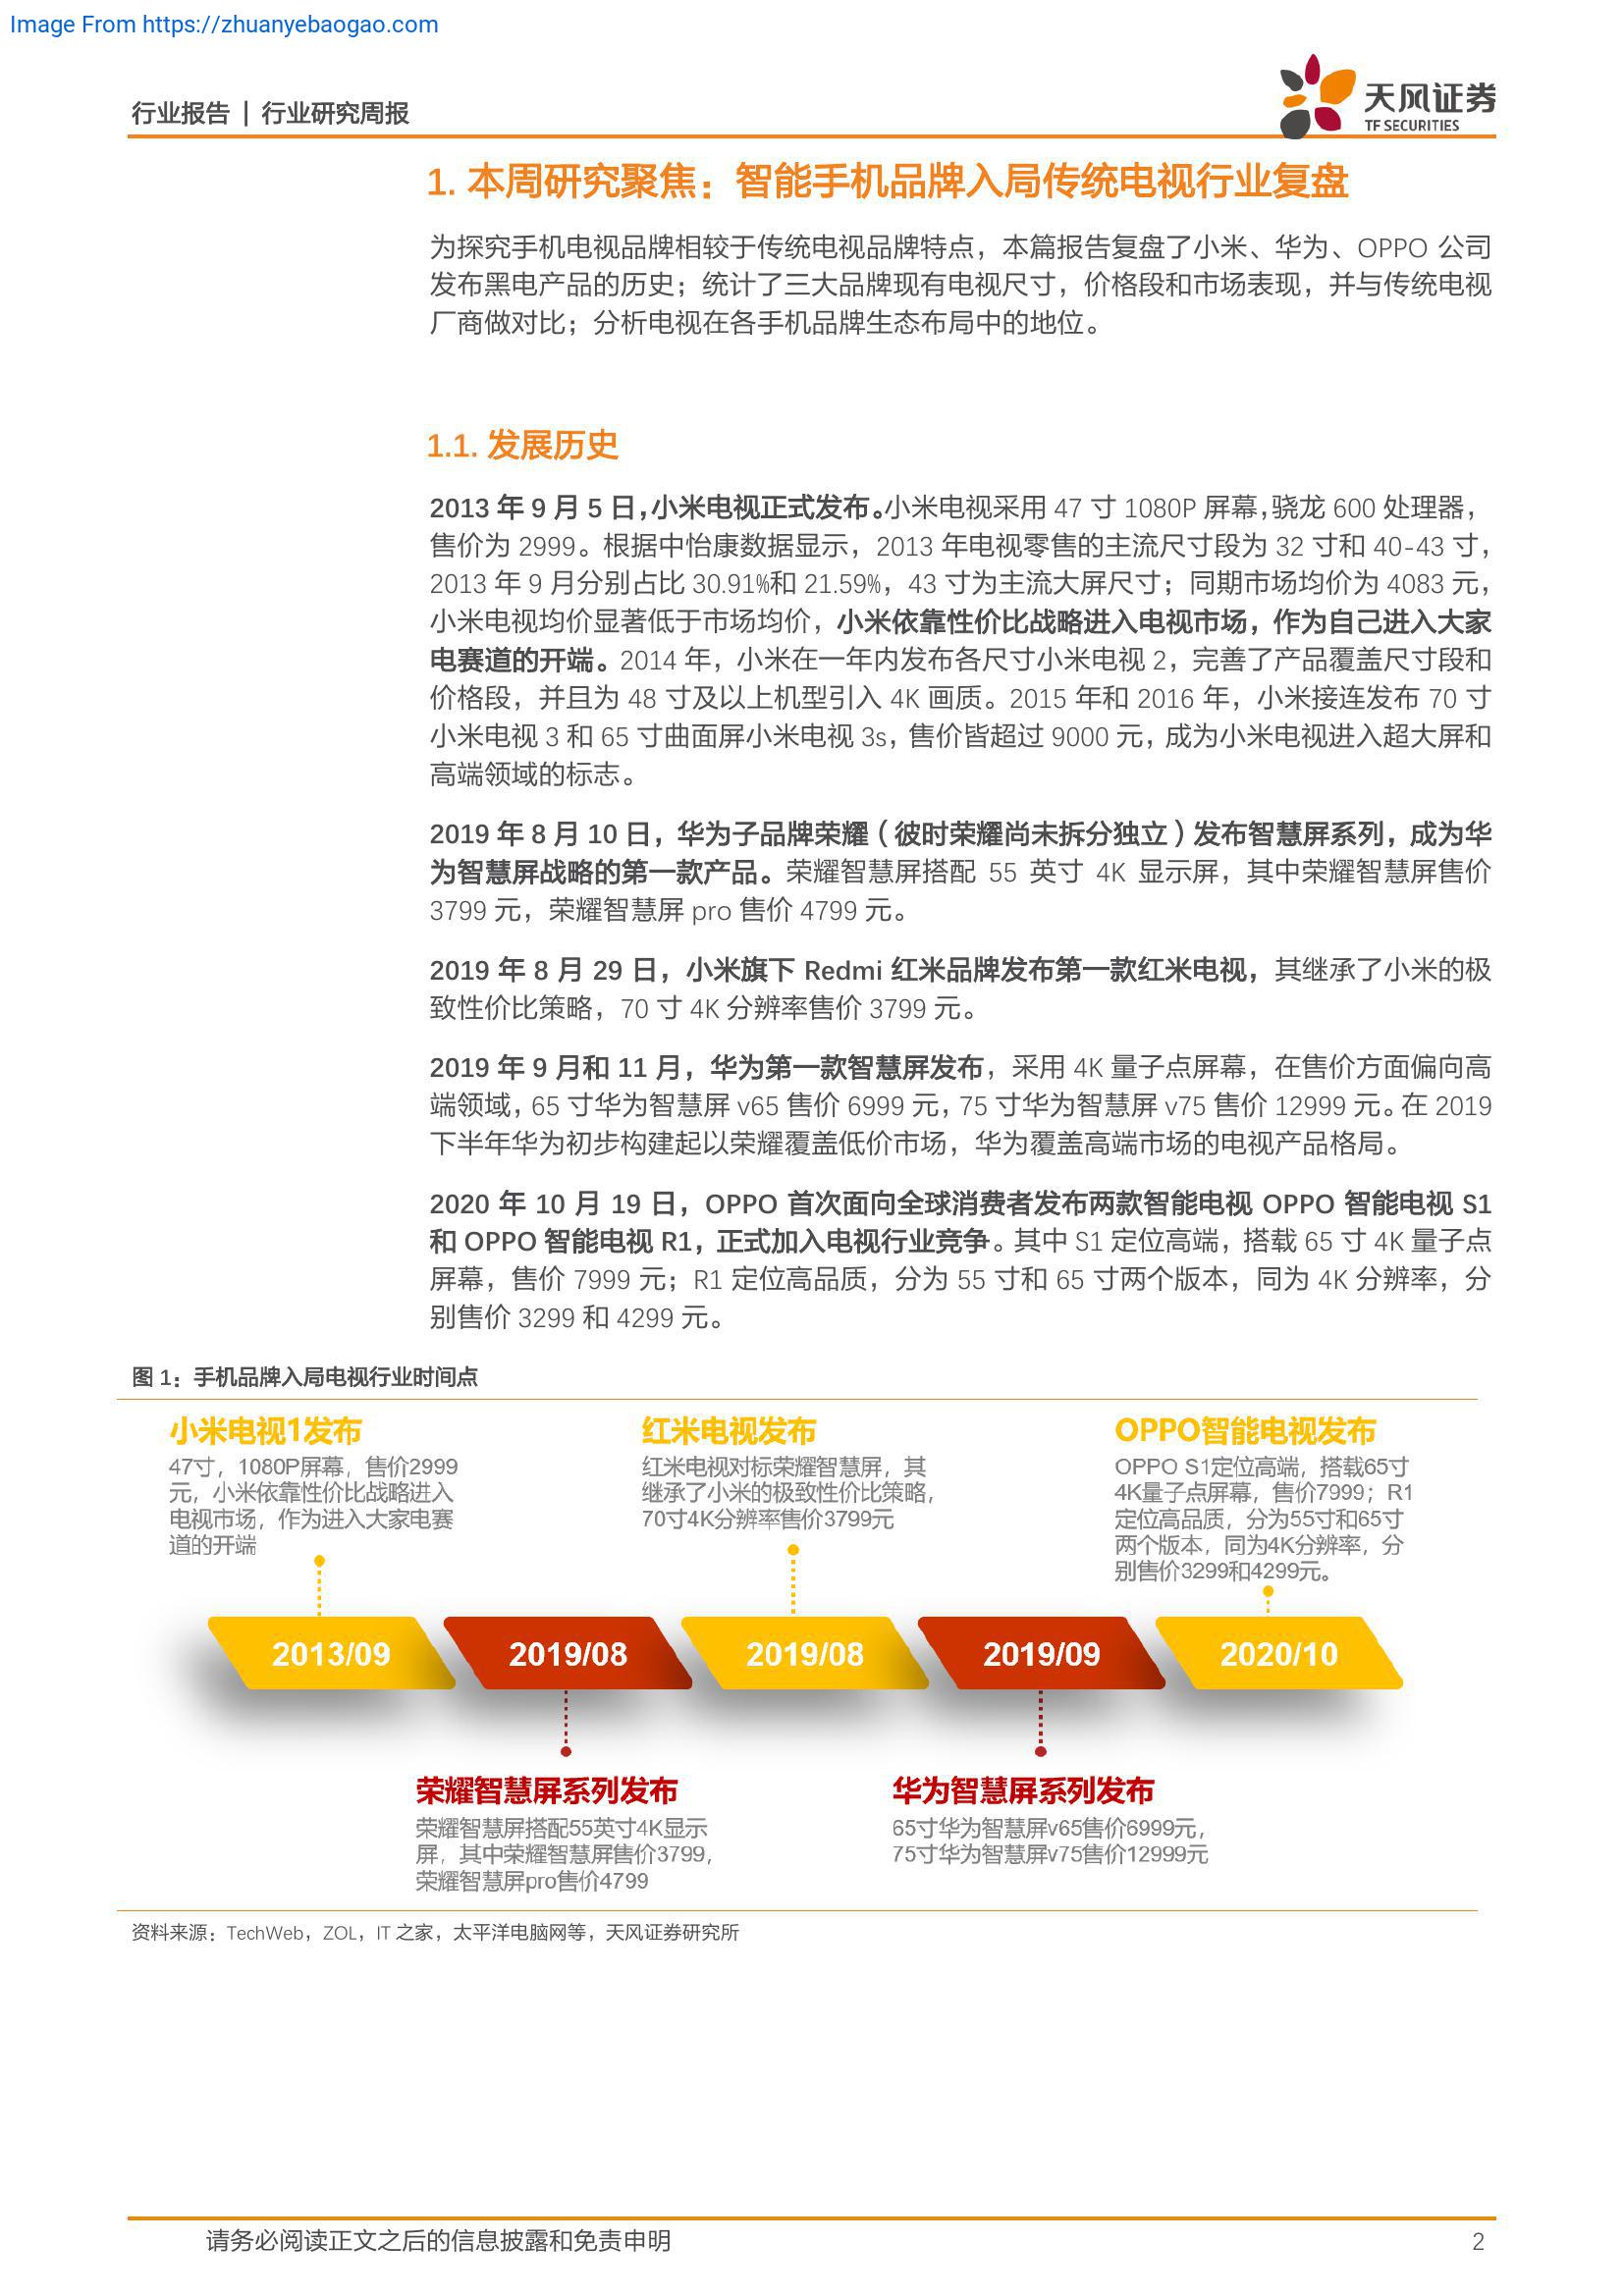 Image From https://zhuanyebaogao.com
行业报告 | 行业研究周报
天风证券
TF SECURITIES
1. 本周研究聚焦：智能手机品牌入局传统电视行业复盘
为探究手机电视品牌相较于传统电视品牌特点，本篇报告复盘了小米、华为、OPPO 公司
发布黑电产品的历史；统计了三大品牌现有电视尺寸，价格段和市场表现，并与传统电视
厂商做对比；分析电视在各手机品牌生态布局中的地位。
1.1. 发展历史
2013 年 9 月 5 日，小米电视正式发布。小米电视采用 47 寸 1080P 屏幕，骁龙 600 处理器，
售价为 2999。根据中怡康数据显示，2013 年电视零售的主流尺寸段为 32 寸和 40-43 寸，
2013 年 9 月分别占比 30.91%和 21.59%，43 寸为主流大屏尺寸；同期市场均价为 4083 元，
小米电视均价显著低于市场均价，小米依靠性价比战略进入电视市场，作为自己进入大家
电赛道的开端。2014 年，小米在一年内发布各尺寸小米电视 2，完善了产品覆盖尺寸段和
价格段，并且为 48 寸及以上机型引入 4K 画质。2015 年和 2016 年，小米接连发布 70 寸
小米电视 3 和 65 寸曲面屏小米电视 3s，售价皆超过 9000 元，成为小米电视进入超大屏和
高端领域的标志。
2019 年 8 月 10 日，华为子品牌荣耀（彼时荣耀尚未拆分独立）发布智慧屏系列，成为华
为智慧屏战略的第一款产品。荣耀智慧屏搭配 55 英寸 4K 显示屏，其中荣耀智慧屏售价
3799 元，荣耀智慧屏 pro 售价 4799 元。
2019 年 8 月 29 日，小米旗下 Redmi 红米品牌发布第一款红米电视，其继承了小米的极
致性价比策略，70 寸 4K 分辨率售价 3799 元。
2019 年 9 月和 11 月，华为第一款智慧屏发布，采用 4K 量子点屏幕，在售价方面偏向高
端领域，65 寸华为智慧屏 v65 售价 6999 元，75 寸华为智慧屏 v75 售价 12999 元。在 2019
下半年华为初步构建起以荣耀覆盖低价市场，华为覆盖高端市场的电视产品格局。
2020 年 10 月 19 日，OPPO 首次面向全球消费者发布两款智能电视 OPPO 智能电视 S1
和 OPPO 智能电视 R1，正式加入电视行业竞争。其中 S1 定位高端，搭载 65 寸 4K 量子点
屏幕，售价 7999 元；R1 定位高品质，分为 55 寸和 65 寸两个版本，同为 4K 分辨率，分
别售价 3299 和 4299 元。
图 1：手机品牌入局电视行业时间点
小米电视1发布
47寸，1080P屏幕，售价2999
元，小米依靠性价比战略进入
电视市场，作为进入大家电赛
道的开端
红米电视发布
红米电视对标荣耀智慧屏，其
继承了小米的极致性价比策略，
70寸4K分辨率售价3799元
OPPO智能电视发布
OPPO S1定位高端，搭载65寸
4K量子点屏幕，售价7999；R1
定位高品质，分为55寸和65寸
两个版本，同为4K分辨率，分
别售价3299和4299元。
2013/09
2019/08
2019/08
2019/09
2020/10
荣耀智慧屏系列发布
荣耀智慧屏搭配55英寸4K显示
屏，其中荣耀智慧屏售价3799，
荣耀智慧屏pro售价4799
华为智慧屏系列发布
65寸华为智慧屏v65售价6999元，
75寸华为智慧屏v75售价12999元
资料来源：TechWeb，ZOL，IT 之家，太平洋电脑网等，天风证券研究所
请务必阅读正文之后的信息披露和免责申明
2